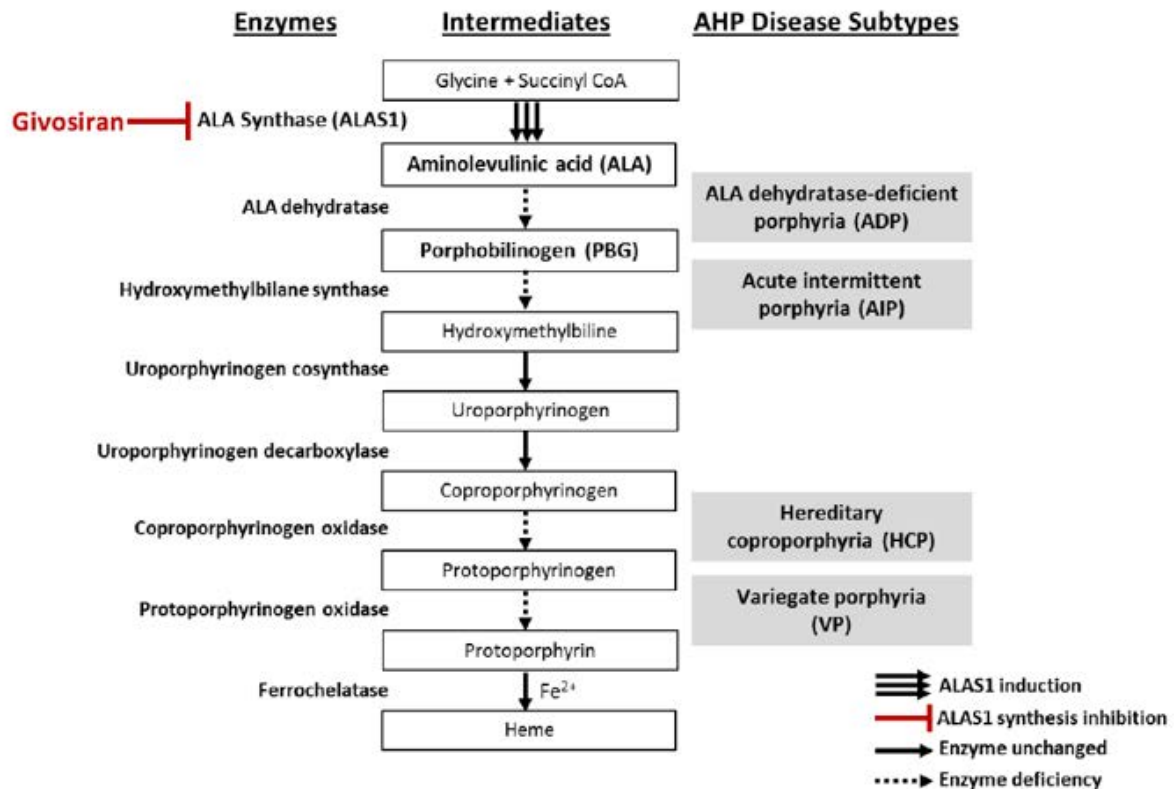 Enzymes Intermediates AHP Disease Subtypes
Glycine + Succinyl CoA
Givosiran ALA Synthase (ALAS1)
Aminolevulinic acid (ALA)
ALA dehydratase
ALA dehydratase-deficient
porphyria (ADP)
Porphobilinogen (PBG)
Hydroxymethylbilane synthase
Acute intermittent
porphyria (AIP)
Hydroxymethylbiline
Uroporphyrinogen cosynthase
Uroporphyrinogen
Uroporphyrinogen decarboxylase
Coproporphyrinogen
Coproporphyrinogen oxidase
Hereditary
coproporphyria (HCP)
Protoporphyrinogen
Protoporphyrinogen oxidase
Variegate porphyria
(VP)
Protoporphyrin
Ferrochelatase Fe²⁺
Heme
ALAS1 induction
ALAS1 synthesis inhibition
Enzyme unchanged
Enzyme deficiency